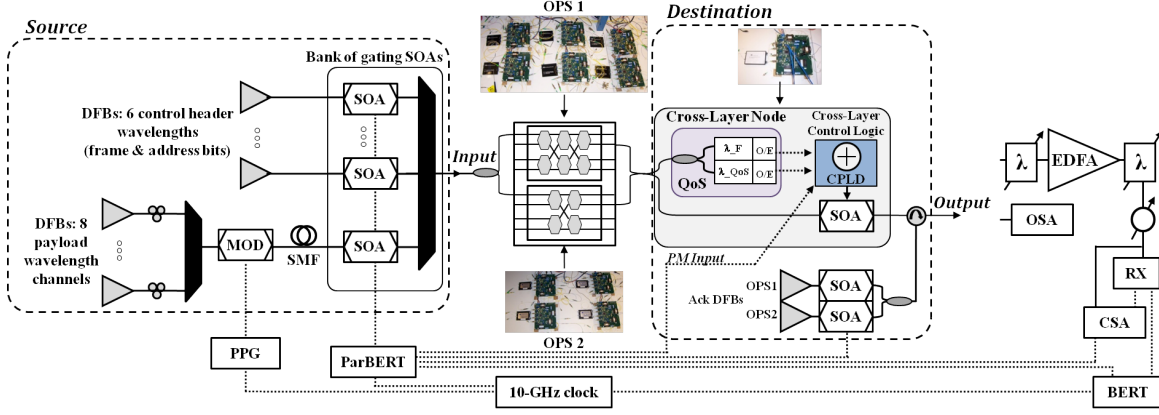 Source
Bank of gating SOAs
DFBs: 6 control header
wavelengths
(frame & address bits)
SOA
SOA
DFBs: 8
payload
wavelength
channels
MOD
SMF
SOA
PPG
ParBERT
10-GHz clock
Input
OPS 1
OPS 2
Destination
Cross-Layer Node
Cross-Layer
Control Logic
λ_F
O/E
λ_QoS
O/E
QoS
CPLD
SOA
PM Input
OPS1
Ack DFBs
OPS2
SOA
SOA
Output
λ
EDFA
λ
OSA
RX
CSA
BERT